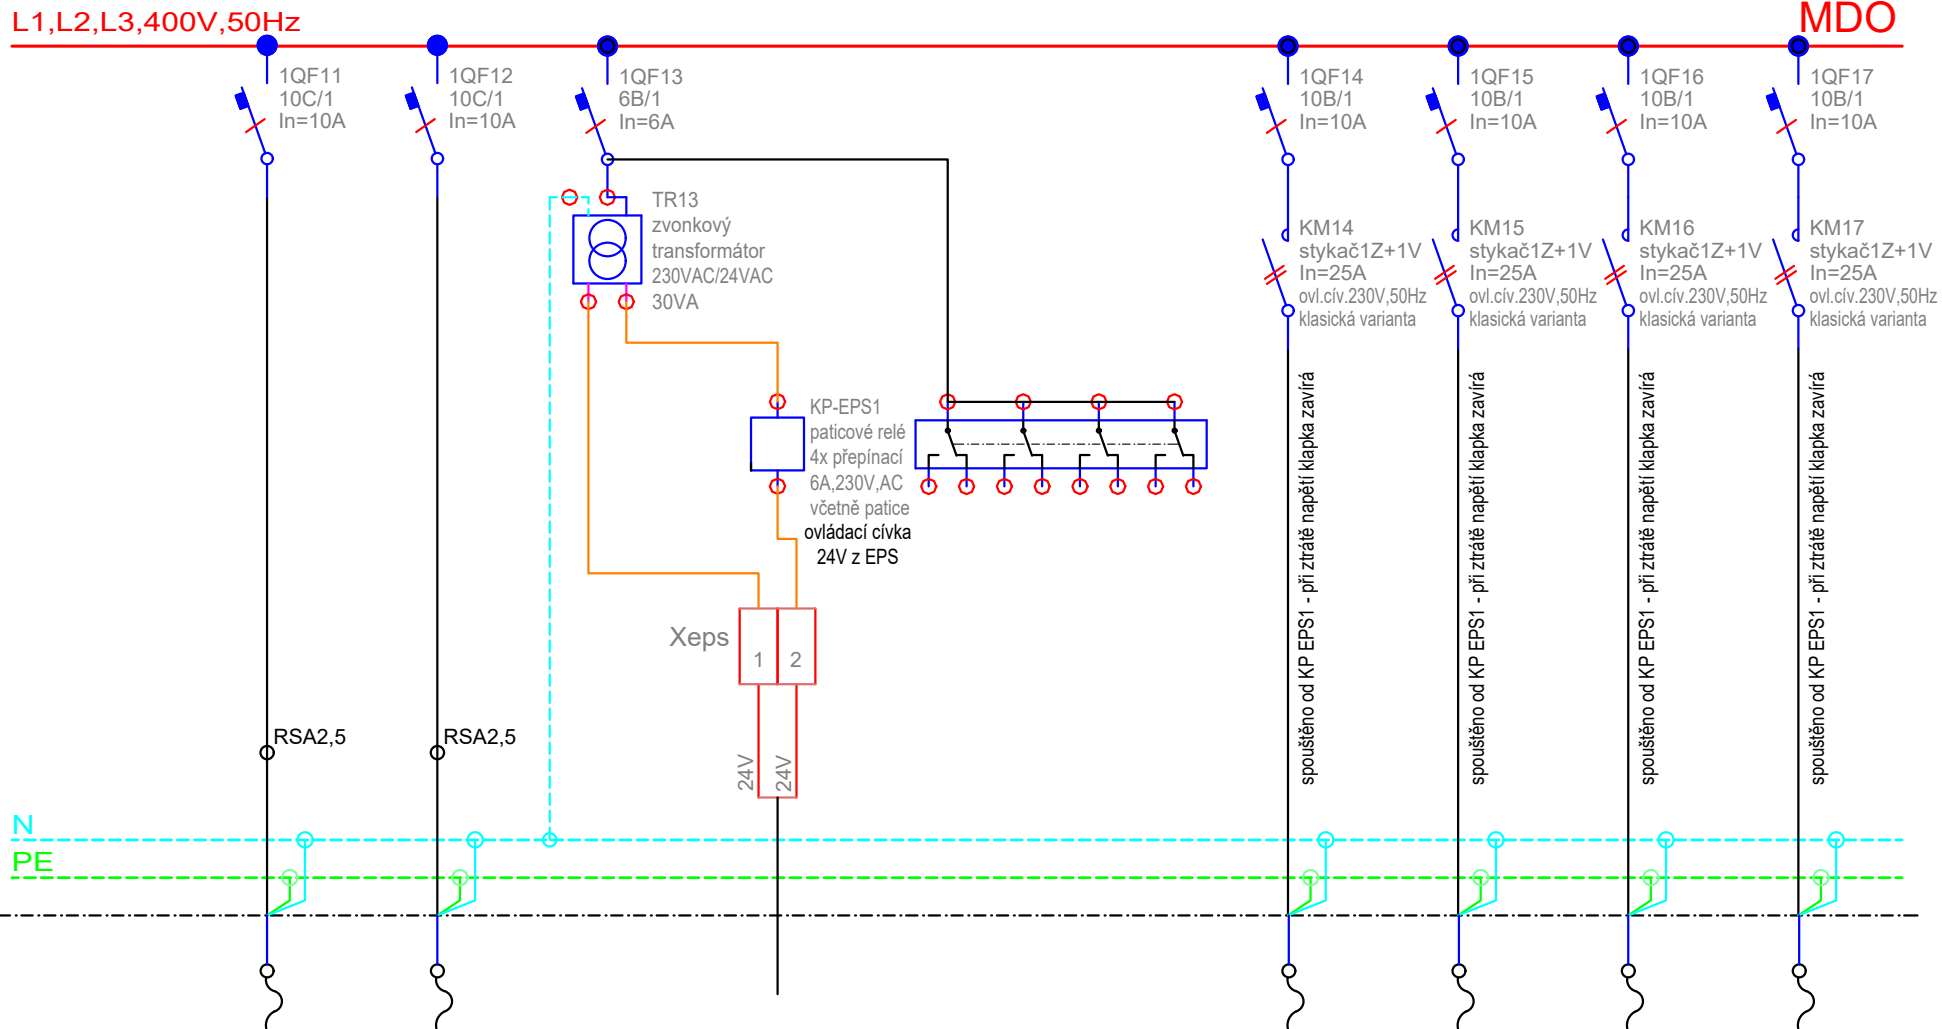 L1,L2,L3,400V,50Hz
MDO
1QF11
10C/1
In=10A
1QF12
10C/1
In=10A
1QF13
6B/1
In=6A
1QF14
10B/1
In=10A
1QF15
10B/1
In=10A
1QF16
10B/1
In=10A
1QF17
10B/1
In=10A
TR13
zvonkový
transformátor
230VAC/24VAC
30VA
KM14
stykač1Z+1V
In=25A
ovl.cív.230V,50Hz
klasická varianta
KM15
stykač1Z+1V
In=25A
ovl.cív.230V,50Hz
klasická varianta
KM16
stykač1Z+1V
In=25A
ovl.cív.230V,50Hz
klasická varianta
KM17
stykač1Z+1V
In=25A
ovl.cív.230V,50Hz
klasická varianta
KP-EPS1
paticové relé
4x přepínací
6A,230V,AC
včetně patice
ovládací cívka
24V z EPS
spouštěno od KP EPS1 - při ztrátě napětí klapka zavírá
spouštěno od KP EPS1 - při ztrátě napětí klapka zavírá
spouštěno od KP EPS1 - při ztrátě napětí klapka zavírá
spouštěno od KP EPS1 - při ztrátě napětí klapka zavírá
Xeps
1
2
24V
24V
RSA2,5
RSA2,5
N
PE